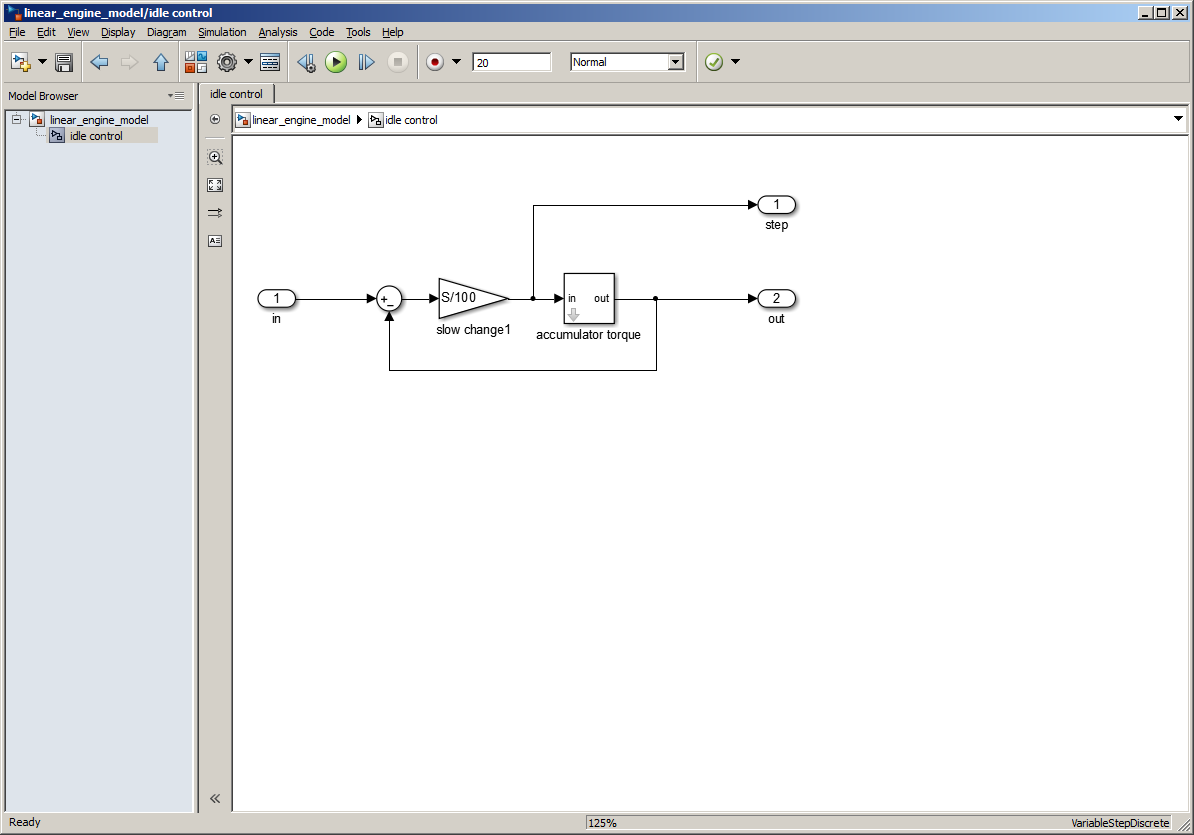 linear_engine_model/idle control
File Edit View Display Diagram Simulation Analysis Code Tools Help
20 Normal
Model Browser
idle control
linear_engine_model
idle control
linear_engine_model idle control
1
step
1
in
+_
S/100
slow change1
in out
accumulator torque
2
out
Ready 125% VariableStepDiscrete